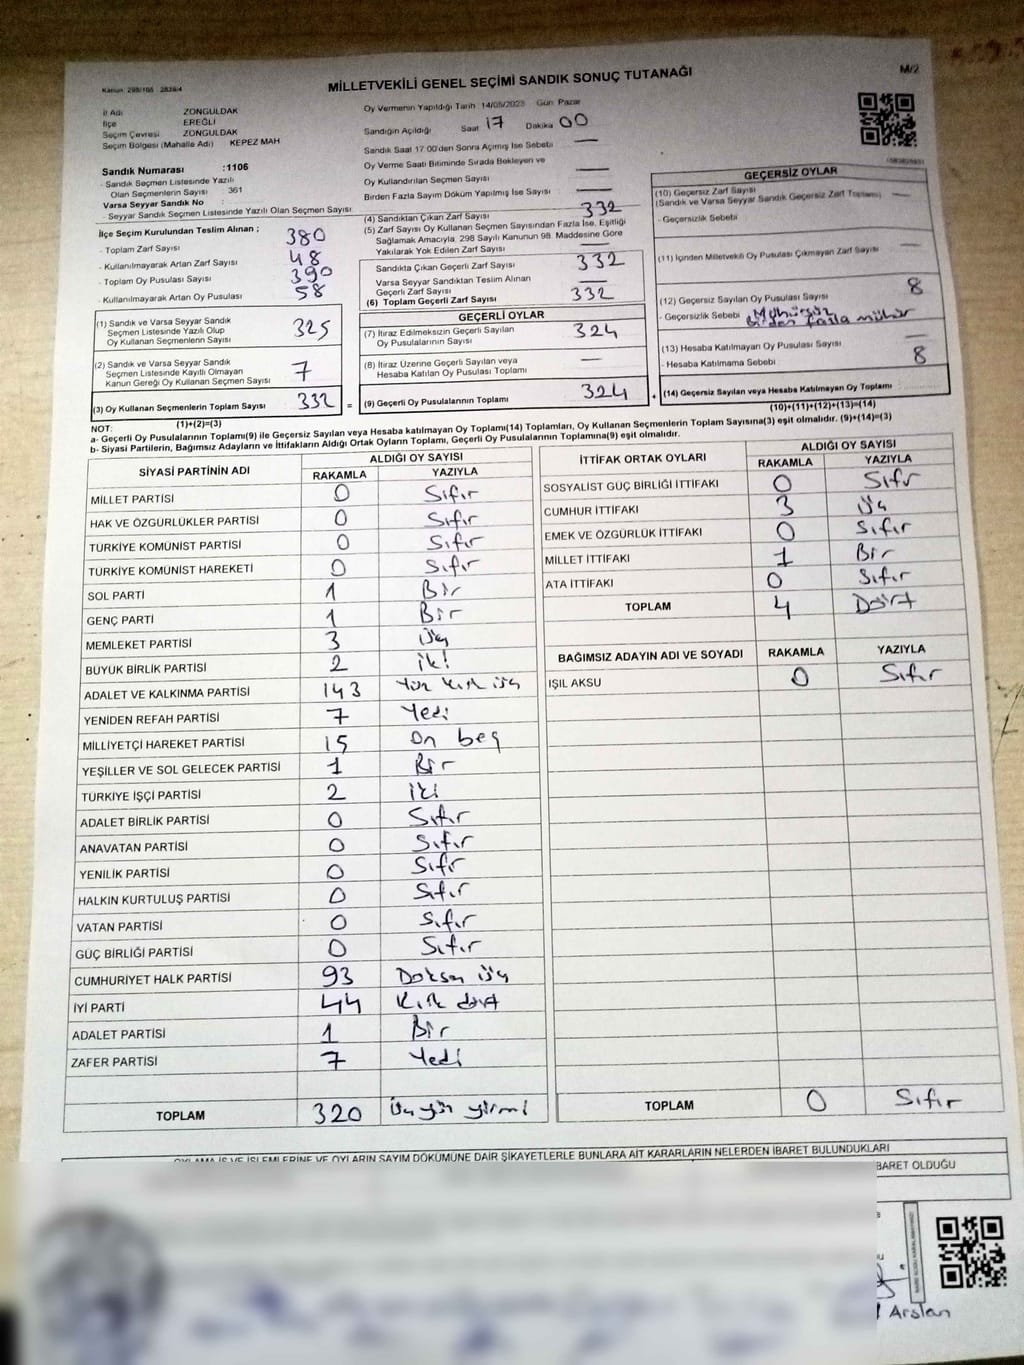 Kanun 298/105 2839/4
MİLLETVEKİLİ GENEL SEÇİMİ SANDIK SONUÇ TUTANAĞI
M/2
İl Adı ZONGULDAK
İlçe EREĞLİ
Seçim Çevresi ZONGULDAK
Seçim Bölgesi (Mahalle Adı) KEPEZ MAH
Sandık Numarası :1106
- Sandık Seçmen Listesinde Yazılı
Olan Seçmenlerin Sayısı 361
Varsa Seyyar Sandık No :
- Seyyar Sandık Seçmen Listesinde Yazılı Olan Seçmen Sayısı
Oy Vermenin Yapıldığı Tarih 14/05/2023 Gün Pazar
Sandığın Açıldığı Saat 17 Dakika 00
Sandık Saat 17:00'den Sonra Açılmış İse Sebebi —
Oy Verme Saati Bitiminde Sırada Bekleyen ve
Oy Kullandırılan Seçmen Sayısı —
Birden Fazla Sayım Döküm Yapılmış İse Sayısı —
İlçe Seçim Kurulundan Teslim Alınan ;
- Toplam Zarf Sayısı 380
- Kullanılmayarak Artan Zarf Sayısı 48
- Toplam Oy Pusulası Sayısı 390
- Kullanılmayarak Artan Oy Pusulası 58
(1) Sandık ve Varsa Seyyar Sandık
Seçmen Listesinde Yazılı Olup
Oy Kullanan Seçmenlerin Sayısı 325
(2) Sandık ve Varsa Seyyar Sandık
Seçmen Listesinde Kayıtlı Olmayan
Kanun Gereği Oy Kullanan Seçmen Sayısı 7
(3) Oy Kullanan Seçmenlerin Toplam Sayısı 332 =
(1)+(2)=(3)
(4) Sandıktan Çıkan Zarf Sayısı 332
(5) Zarf Sayısı Oy Kullanan Seçmen Sayısından Fazla İse, Eşitliği
Sağlamak Amacıyla, 298 Sayılı Kanunun 98. Maddesine Göre
Yakılarak Yok Edilen Zarf Sayısı —
Sandıkta Çıkan Geçerli Zarf Sayısı 332
Varsa Seyyar Sandıktan Teslim Alınan
Geçerli Zarf Sayısı —
(6) Toplam Geçerli Zarf Sayısı 332
GEÇERLİ OYLAR
(7) İtiraz Edilmeksizin Geçerli Sayılan
Oy Pusulalarının Sayısı 324
(8) İtiraz Üzerine Geçerli Sayılan veya
Hesaba Katılan Oy Pusulası Toplamı —
(9) Geçerli Oy Pusulalarının Toplamı 324 +
GEÇERSİZ OYLAR
(10) Geçersiz Zarf Sayısı
(Sandık ve Varsa Seyyar Sandık Geçersiz Zarf Toplamı) —
- Geçersizlik Sebebi
(11) İçinden Milletvekili Oy Pusulası Çıkmayan Zarf Sayısı —
(12) Geçersiz Sayılan Oy Pusulası Sayısı 8
- Geçersizlik Sebebi Mühürsüz
birden fazla mühür
(13) Hesaba Katılmayan Oy Pusulası Sayısı —
- Hesaba Katılmama Sebebi 8
(14) Geçersiz Sayılan veya Hesaba Katılmayan Oy Toplamı
(10)+(11)+(12)+(13)=(14)
NOT:
a- Geçerli Oy Pusulaları Toplamı(9) ile Geçersiz Sayılan veya Hesaba katılmayan Oy Toplamı(14) Toplamları, Oy Kullanan Seçmenlerin Toplam Sayısına(3) eşit olmalıdır. (9)+(14)=(3)
b- Siyasi Partilerin, Bağımsız Adayların ve İttifakların Aldığı Ortak Oyların Toplamı, Geçerli Oy Pusulalarının Toplamına(9) eşit olmalıdır.
SİYASİ PARTİNİN ADI ALDIĞI OY SAYISI
RAKAMLA YAZIYLA
MİLLET PARTİSİ 0 Sıfır
HAK VE ÖZGÜRLÜKLER PARTİSİ 0 Sıfır
TÜRKİYE KOMÜNİST PARTİSİ 0 Sıfır
TÜRKİYE KOMÜNİST HAREKETİ 0 Sıfır
SOL PARTİ 1 Bir
GENÇ PARTİ 1 Bir
MEMLEKET PARTİSİ 3 Üç
BÜYÜK BİRLİK PARTİSİ 2 iki
ADALET VE KALKINMA PARTİSİ 143 Yüz kırk üç
YENİDEN REFAH PARTİSİ 7 Yedi
MİLLİYETÇİ HAREKET PARTİSİ 15 On beş
YEŞİLLER VE SOL GELECEK PARTİSİ 1 Bir
TÜRKİYE İŞÇİ PARTİSİ 2 iki
ADALET BİRLİK PARTİSİ 0 Sıfır
ANAVATAN PARTİSİ 0 Sıfır
YENİLİK PARTİSİ 0 Sıfır
HALKIN KURTULUŞ PARTİSİ 0 Sıfır
VATAN PARTİSİ 0 Sıfır
GÜÇ BİRLİĞİ PARTİSİ 0 Sıfır
CUMHURİYET HALK PARTİSİ 93 Doksan üç
İYİ PARTİ 44 Kırk dört
ADALET PARTİSİ 1 Bir
ZAFER PARTİSİ 7 Yedi
TOPLAM 320 Üç yüz yirmi
İTTİFAK ORTAK OYLARI ALDIĞI OY SAYISI
RAKAMLA YAZIYLA
SOSYALİST GÜÇ BİRLİĞİ İTTİFAKI 0 Sıfır
CUMHUR İTTİFAKI 3 Üç
EMEK VE ÖZGÜRLÜK İTTİFAKI 0 Sıfır
MİLLET İTTİFAKI 1 Bir
ATA İTTİFAKI 0 Sıfır
TOPLAM 4 Dört
BAĞIMSIZ ADAYIN ADI VE SOYADI RAKAMLA YAZIYLA
IŞIL AKSU 0 Sıfır
TOPLAM 0 Sıfır
OYLAMA İŞ VE İŞLEMLERİNE VE OYLARIN SAYIM DÖKÜMÜNE DAİR ŞİKAYETLERLE BUNLARA AİT KARARLARIN NELERDEN İBARET BULUNDUKLARI
İBARET OLDUĞU
Arslan